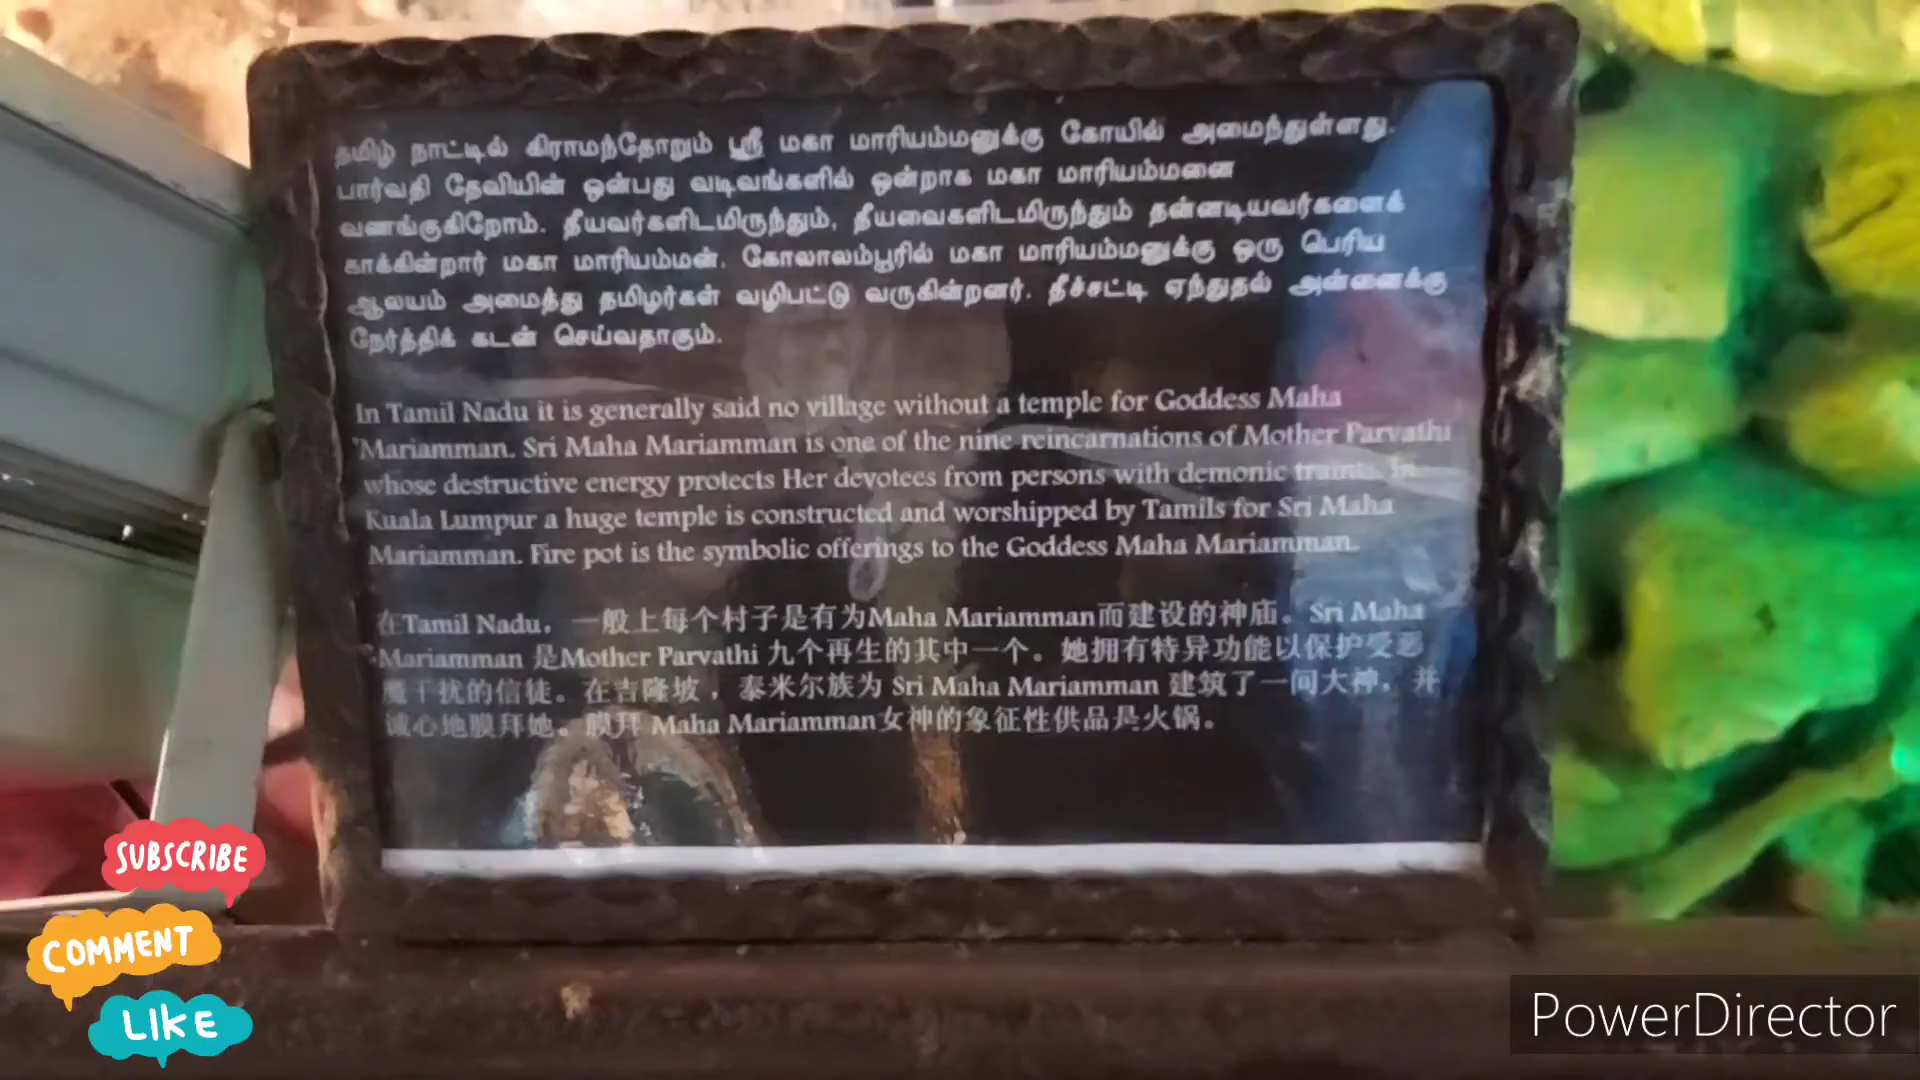 தமிழ் நாட்டில் கிராமந்தோறும் ஸ்ரீ மகா மாரியம்மனுக்கு கோயில் அமைந்துள்ளது.
பார்வதி தேவியின் ஒன்பது வடிவங்களில் ஒன்றாக மகா மாரியம்மனை
வணங்குகிறோம். தீயவர்களிடமிருந்தும், தீயவைகளிடமிருந்தும் தன்னடியவர்களைக்
காக்கின்றார் மகா மாரியம்மன். கோலாலம்பூரில் மகா மாரியம்மனுக்கு ஒரு பெரிய
ஆலயம் அமைத்து தமிழர்கள் வழிபட்டு வருகின்றனர். தீச்சட்டி ஏந்துதல் அன்னைக்கு
நேர்த்திக் கடன் செய்வதாகும்.
In Tamil Nadu it is generally said no village without a temple for Goddess Maha
Mariamman. Sri Maha Mariamman is one of the nine reincarnations of Mother Parvathi
whose destructive energy protects Her devotees from persons with demonic traints. In
Kuala Lumpur a huge temple is constructed and worshipped by Tamils for Sri Maha
Mariamman. Fire pot is the symbolic offerings to the Goddess Maha Mariamman.
在Tamil Nadu，一般上每个村子是有为Maha Mariamman而建设的神庙。Sri Maha
Mariamman 是Mother Parvathi 九个再生的其中一个。她拥有特异功能以保护受恶
魔干扰的信徒。在吉隆坡，泰米尔族为 Sri Maha Mariamman 建筑了一间大神，并
诚心地膜拜她。膜拜 Maha Mariamman女神的象征性供品是火锅。
SUBSCRIBE
COMMENT
LIKE
PowerDirector